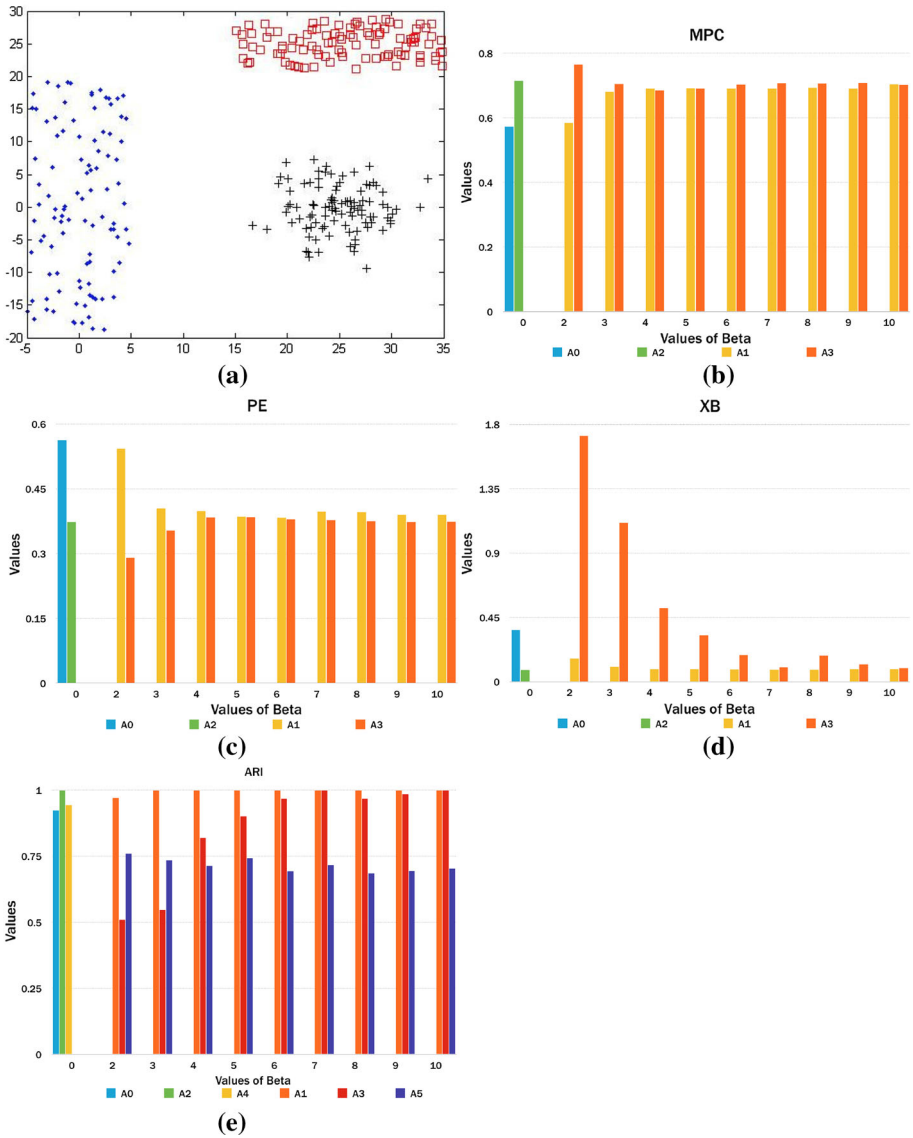 30
25
20
15
10
5
0
-5
-10
-15
-20
-5 0 5 10 15 20 25 30 35
(a)
MPC
Values
0.8
0.6
0.4
0.2
0
0 2 3 4 5 6 7 8 9 10
Values of Beta
A0 A2 A1 A3
(b)
PE
Values
0.6
0.45
0.3
0.15
0
0 2 3 4 5 6 7 8 9 10
Values of Beta
A0 A2 A1 A3
(c)
XB
Values
1.8
1.35
0.9
0.45
0
0 2 3 4 5 6 7 8 9 10
Values of Beta
A0 A2 A1 A3
(d)
ARI
Values
1
0.75
0.5
0.25
0
0 2 3 4 5 6 7 8 9 10
Values of Beta
A0 A2 A4 A1 A3 A5
(e)